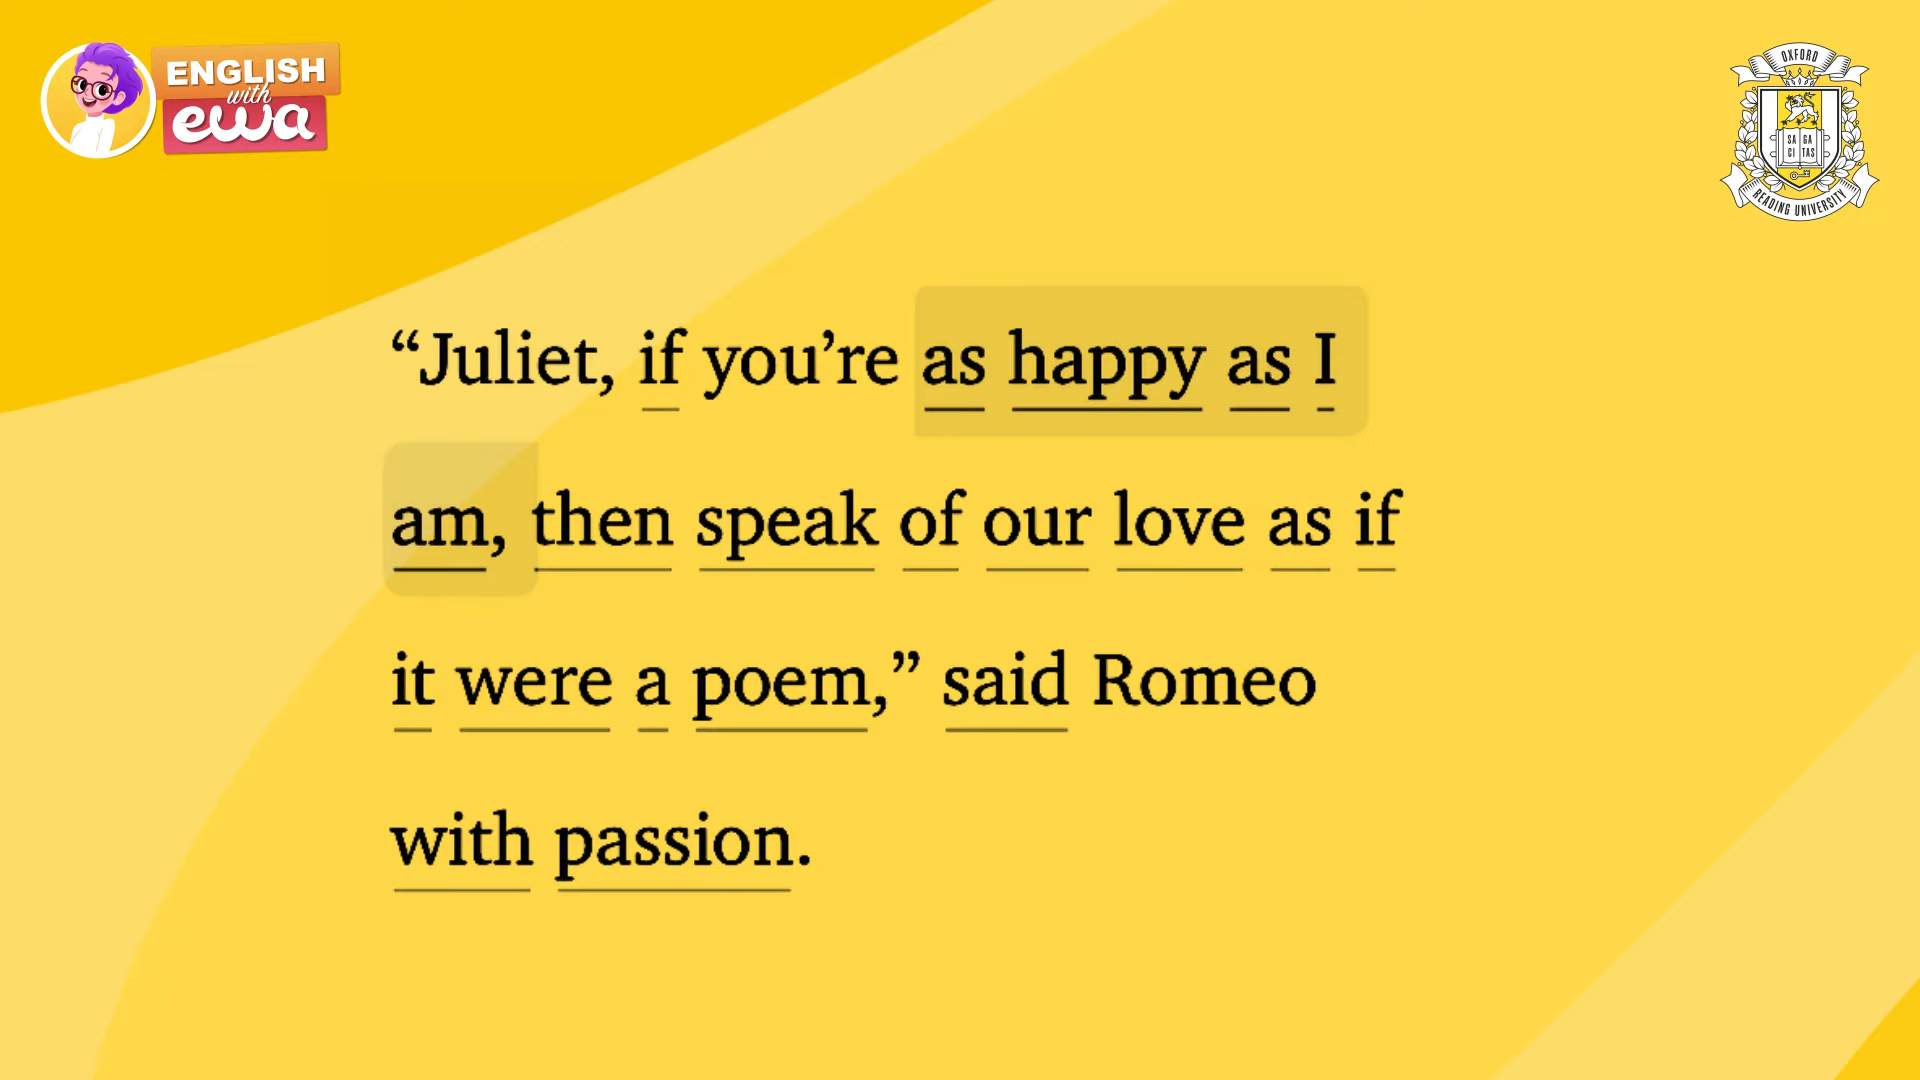 ENGLISH
with
ewa
OXFORD
SA GA
CI TAS
READING UNIVERSITY
“Juliet, if you’re as happy as I
am, then speak of our love as if
it were a poem,” said Romeo
with passion.